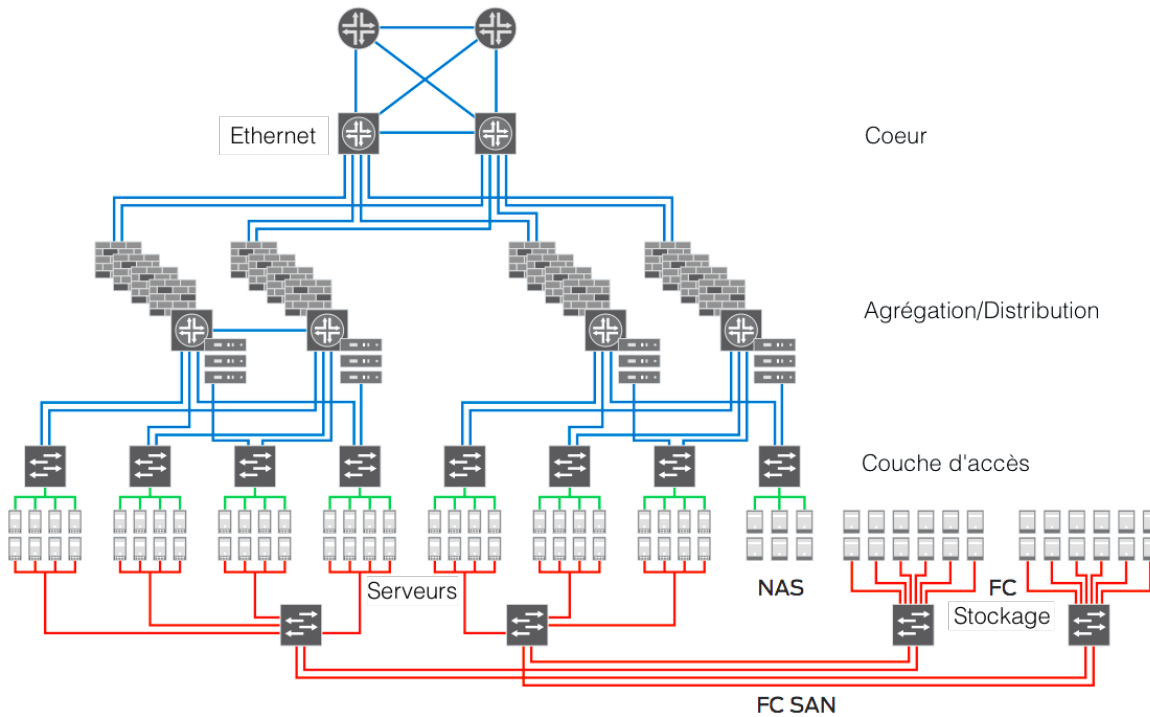 Ethernet
Coeur
Agrégation/Distribution
Couche d'accès
Serveurs
NAS
FC
Stockage
FC SAN